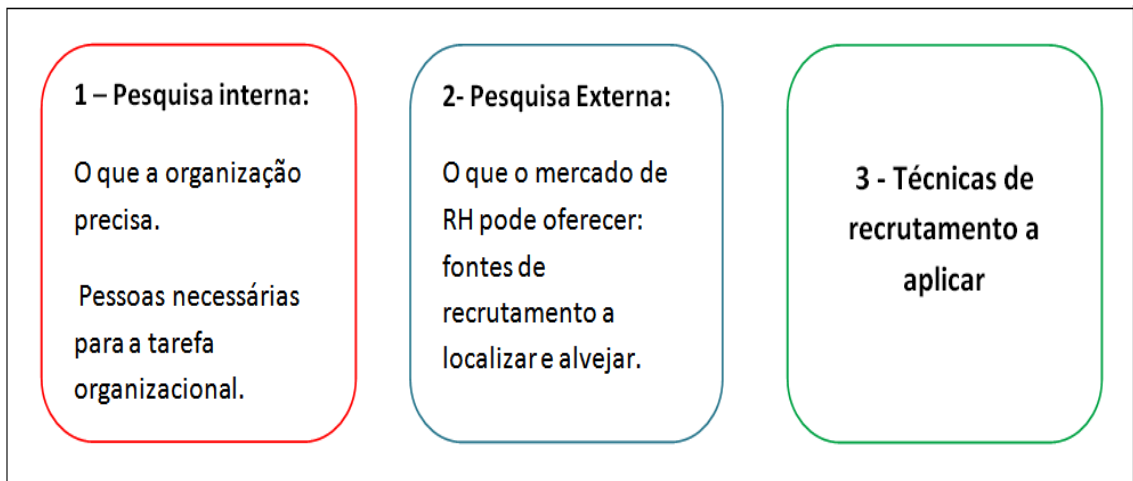 1 – Pesquisa interna:
O que a organização
precisa.
Pessoas necessárias
para a tarefa
organizacional.
2- Pesquisa Externa:
O que o mercado de
RH pode oferecer:
fontes de
recrutamento a
localizar e alvejar.
3 - Técnicas de
recrutamento a
aplicar